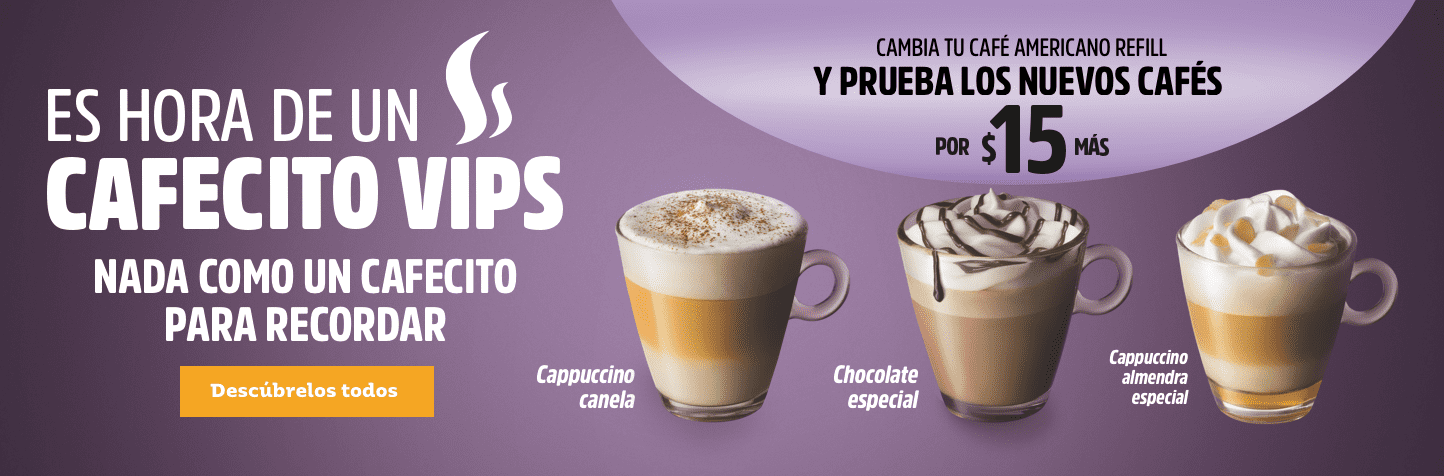 ES HORA DE UN
CAFECITO VIPS
NADA COMO UN CAFECITO
PARA RECORDAR
Descúbrelos todos
CAMBIA TU CAFÉ AMERICANO REFILL
Y PRUEBA LOS NUEVOS CAFÉS
POR $15 MÁS
Cappuccino
canela
Chocolate
especial
Cappuccino
almendra
especial